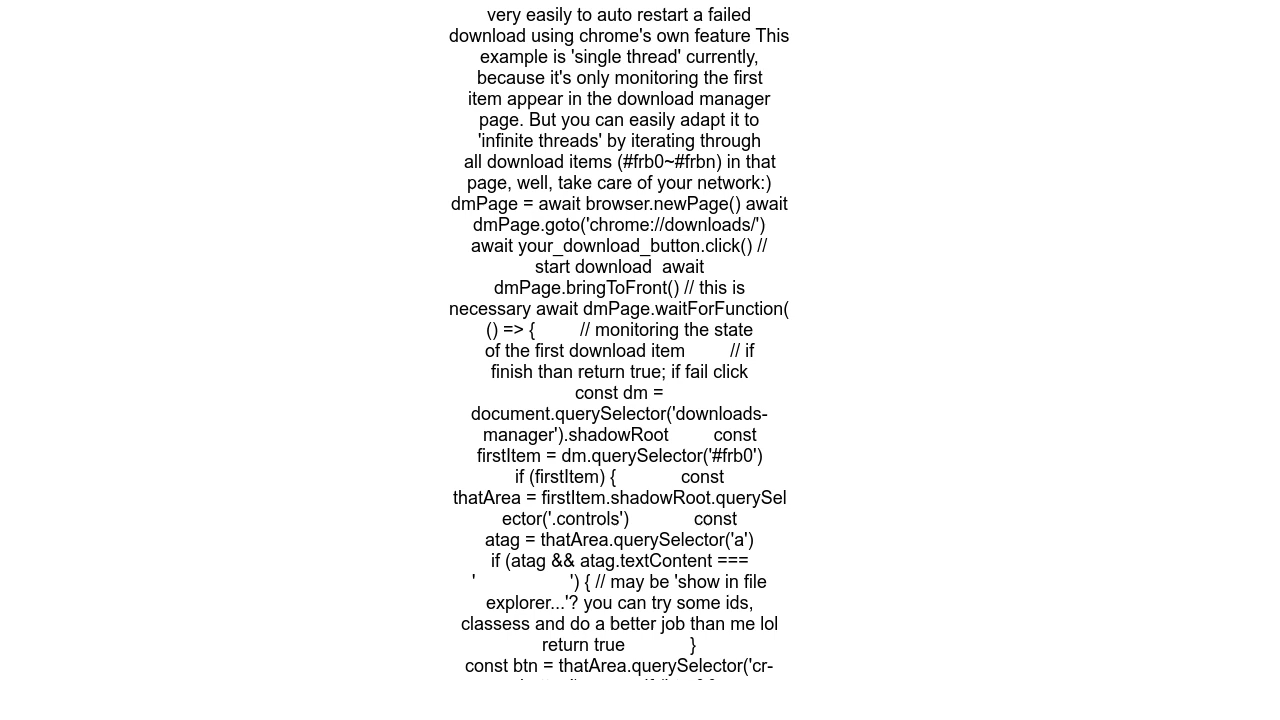 very easily to auto restart a failed
download using chrome's own feature This
example is 'single thread' currently,
because it's only monitoring the first
item appear in the download manager
page. But you can easily adapt it to
'infinite threads' by iterating through
all download items (#frb0~#frbn) in that
page, well, take care of your network:)
dmPage = await browser.newPage() await
dmPage.goto('chrome://downloads/')
await your_download_button.click() //
start download  await
dmPage.bringToFront() // this is
necessary await dmPage.waitForFunction(
() => {         // monitoring the state
of the first download item         // if
finish than return true; if fail click
const dm =
document.querySelector('downloads-
manager').shadowRoot         const
firstItem = dm.querySelector('#frb0')
if (firstItem) {             const
thatArea = firstItem.shadowRoot.querySel
ector('.controls')             const
atag = thatArea.querySelector('a')
if (atag && atag.textContent ===
'                   ') { // may be 'show in file
explorer...'? you can try some ids,
classess and do a better job than me lol
return true             }
const btn = thatArea.querySelector('cr-